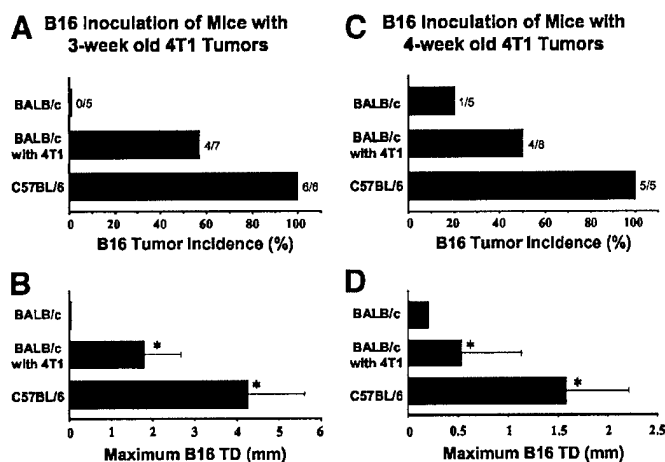 A
B16 Inoculation of Mice with
3-week old 4T1 Tumors
BALB/c
0/5
BALB/c
with 4T1
4/7
C57BL/6
6/6
0 20 40 60 80 100
B16 Tumor Incidence (%)
B
BALB/c
BALB/c
with 4T1
*
C57BL/6
*
0 1 2 3 4 5 6
Maximum B16 TD (mm)
C
B16 Inoculation of Mice with
4-week old 4T1 Tumors
BALB/c
1/5
BALB/c
with 4T1
4/8
C57BL/6
5/5
0 20 40 60 80 100
B16 Tumor Incidence (%)
D
BALB/c
BALB/c
with 4T1
*
C57BL/6
*
0 0.5 1 1.5 2 2.5
Maximum B16 TD (mm)